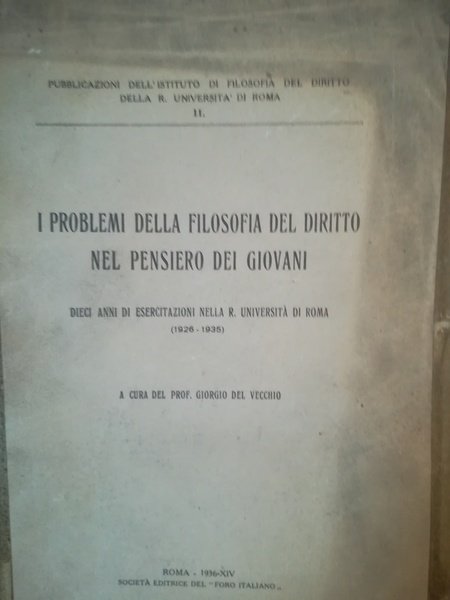 PUBBLICAZIONI DELL'ISTITUTO DI FILOSOFIA DEL DIRITTO
DELLA R. UNIVERSITA' DI ROMA
11.
I PROBLEMI DELLA FILOSOFIA DEL DIRITTO
NEL PENSIERO DEI GIOVANI
DIECI ANNI DI ESERCITAZIONI NELLA R. UNIVERSITÀ DI ROMA
(1926-1935)
A CURA DEL PROF. GIORGIO DEL VECCHIO
ROMA - 1936-XIV
SOCIETÀ EDITRICE DEL "FORO ITALIANO„